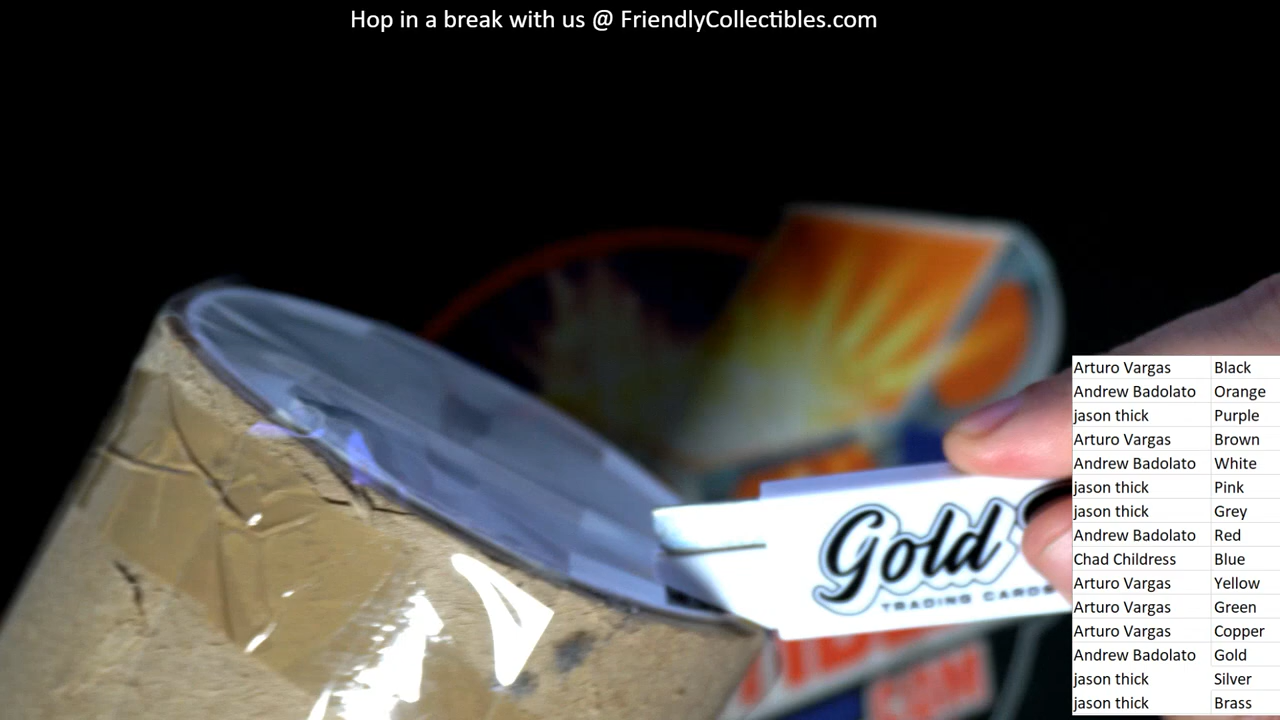 Hop in a break with us @ FriendlyCollectibles.com
Gold
TRADING CARDS
Arturo Vargas Black
Andrew Badolato Orange
jason thick Purple
Arturo Vargas Brown
Andrew Badolato White
jason thick Pink
jason thick Grey
Andrew Badolato Red
Chad Childress Blue
Arturo Vargas Yellow
Arturo Vargas Green
Arturo Vargas Copper
Andrew Badolato Gold
jason thick Silver
jason thick Brass